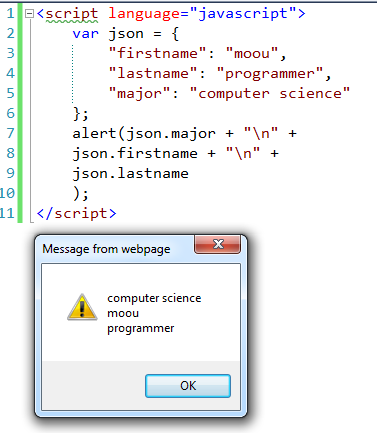 1 <script language="javascript">
2 var json = {
3 "firstname": "moou",
4 "lastname": "programmer",
5 "major": "computer science"
6 };
7 alert(json.major + "\n" +
8 json.firstname + "\n" +
9 json.lastname
10 );
11 </script>
Message from webpage
computer science
moou
programmer
OK